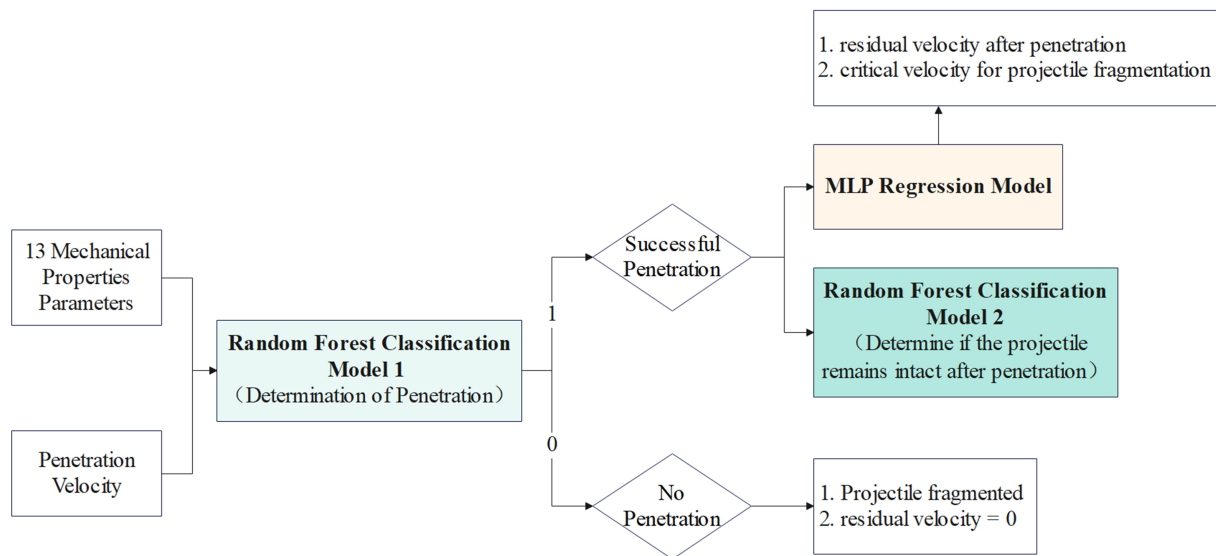 1. residual velocity after penetration
2. critical velocity for projectile fragmentation
MLP Regression Model
13 Mechanical
Properties
Parameters
Successful
Penetration
1
Random Forest Classification
Model 2
（Determine if the projectile
remains intact after penetration）
Random Forest Classification
Model 1
（Determination of Penetration）
0
Penetration
Velocity
No
Penetration
1. Projectile fragmented
2. residual velocity = 0